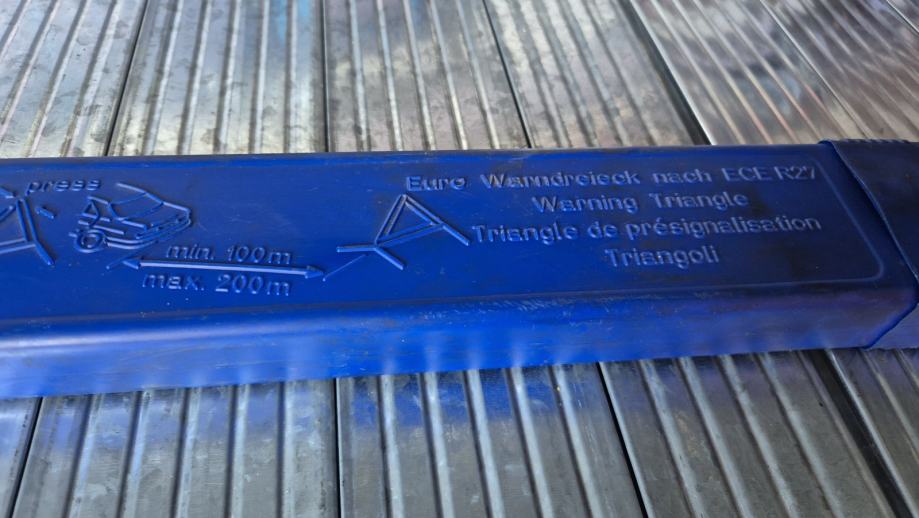 press
min. 100m
max. 200m
Euro Warndreieck nach ECE R27
Warning Triangle
Triangle de présignalisation
Triangoli